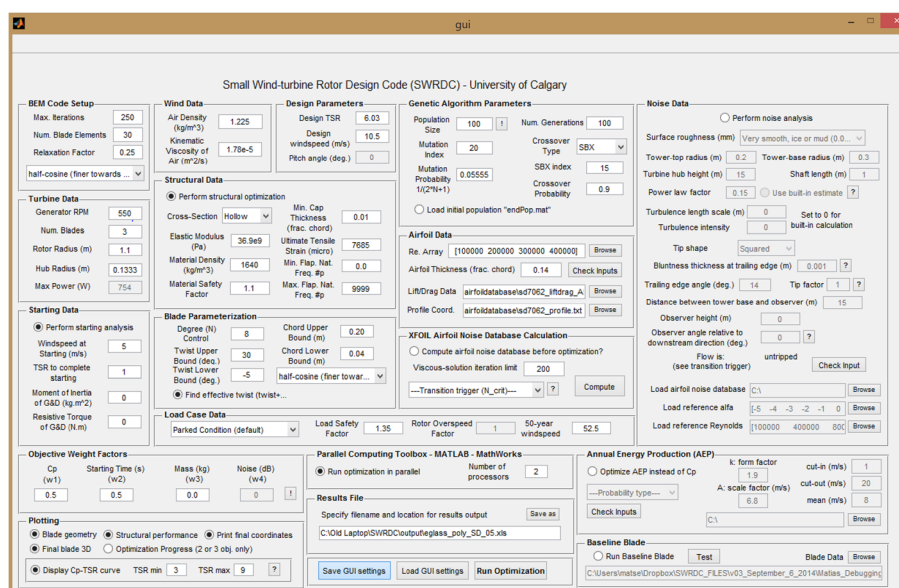 gui
Small Wind-turbine Rotor Design Code (SWRDC) - University of Calgary
BEM Code Setup
Max. Iterations 250
Num. Blade Elements 30
Relaxation Factor 0.25
half-cosine (finer towards ...
Turbine Data
Generator RPM 550
Num. Blades 3
Rotor Radius (m) 1.1
Hub Radius (m) 0.1333
Max Power (W) 754
Starting Data
Perform starting analysis
Windspeed at
Starting (m/s) 5
TSR to complete
starting 1
Moment of Inertia
of G&D (kg.m^2) 0
Resistive Torque
of G&D (N.m) 0
Wind Data
Air Density
(kg/m^3) 1.225
Kinematic
Viscosity of
Air (m^2/s) 1.78e-5
Design Parameters
Design TSR 6.03
Design
windspeed (m/s) 10.5
Pitch angle (deg.) 0
Structural Data
Perform structural optimization
Cross-Section Hollow
Min. Cap
Thickness
(frac. chord) 0.01
Elastic Modulus
(Pa) 36.9e9
Ultimate Tensile
Strain (micro) 7685
Material Density
(kg/m^3) 1640
Min. Flap. Nat.
Freq. #p 0.0
Material Safety
Factor 1.1
Max. Flap. Nat.
Freq. #p 9999
Blade Parameterization
Degree (N)
Control 8
Chord Upper
Bound (m) 0.20
Twist Upper
Bound (deg.) 30
Chord Lower
Bound (m) 0.04
Twist Lower
Bound (deg.) -5
half-cosine (finer towar...
Find effective twist (twist+...
Genetic Algorithm Parameters
Population
Size 100 !
Num. Generations 100
Mutation
Index 20
Crossover
Type SBX
Mutation
Probability
1/(2*N+1) 0.05555
SBX index 15
Crossover
Probability 0.9
Load initial population "endPop.mat"
Airfoil Data
Re. Array [100000 200000 300000 400000] Browse
Airfoil Thickness (frac. chord) 0.14 Check Inputs
Lift/Drag Data airfoildatabase\sd7062_liftdrag_A Browse
Profile Coord. airfoildatabase\sd7062_profile.txt Browse
XFOIL Airfoil Noise Database Calculation
Compute airfoil noise database before optimization?
Viscous-solution iteration limit 200
---Transition trigger (N_crit)--- ? Compute
Load Case Data
Parked Condition (default)
Load Safety
Factor 1.35
Rotor Overspeed
Factor 1
50-year
windspeed 52.5
Noise Data
Perform noise analysis
Surface roughness (mm) Very smooth, ice or mud (0.0...
Tower-top radius (m) 0.2 Tower-base radius (m) 0.3
Turbine hub height (m) 15 Shaft length (m) 1
Power law factor 0.15 Use built-in estimate ?
Turbulence length scale (m) 0
Turbulence intensity 0
Set to 0 for
built-in calculation
Tip shape Squared
Bluntness thickness at trailing edge (m) 0.001 ?
Trailing edge angle (deg.) 14 Tip factor 1 ?
Distance between tower base and observer (m) 15
Observer height (m) 0
Observer angle relative to
downstream direction (deg.) 0 ?
Flow is: untripped
(see transition trigger) Check Input
Load airfoil noise database C:\ Browse
Load reference alfa [-5 -4 -3 -2 -1 0 Browse
Load reference Reynolds [100000 400000 800 Browse
Objective Weight Factors
Cp
(w1) Starting Time (s)
(w2) Mass (kg)
(w3) Noise (dB)
(w4)
0.5 0.5 0.0 0 !
Plotting
Blade geometry Structural performance Print final coordinates
Final blade 3D Optimization Progress (2 or 3 obj. only)
Display Cp-TSR curve TSR min 3 TSR max 9 ?
Parallel Computing Toolbox - MATLAB - MathWorks
Run optimization in parallel
Number of
processors 2
Results File
Specify filename and location for results output Save as
C:\Old Laptop\SWRDC\output\eglass_poly_SD_05.xls
Save GUI settings Load GUI settings Run Optimization
Annual Energy Production (AEP)
Optimize AEP instead of Cp
k: form factor
1.9
cut-in (m/s) 1
---Probability type---
A: scale factor (m/s)
6.8
cut-out (m/s) 20
Check Inputs
mean (m/s) 8
C:\ Browse
Baseline Blade
Run Baseline Blade Test Blade Data Browse
C:\Users\matse\Dropbox\SWRDC_FILES\v03_September_6_2014\Matias_Debugging